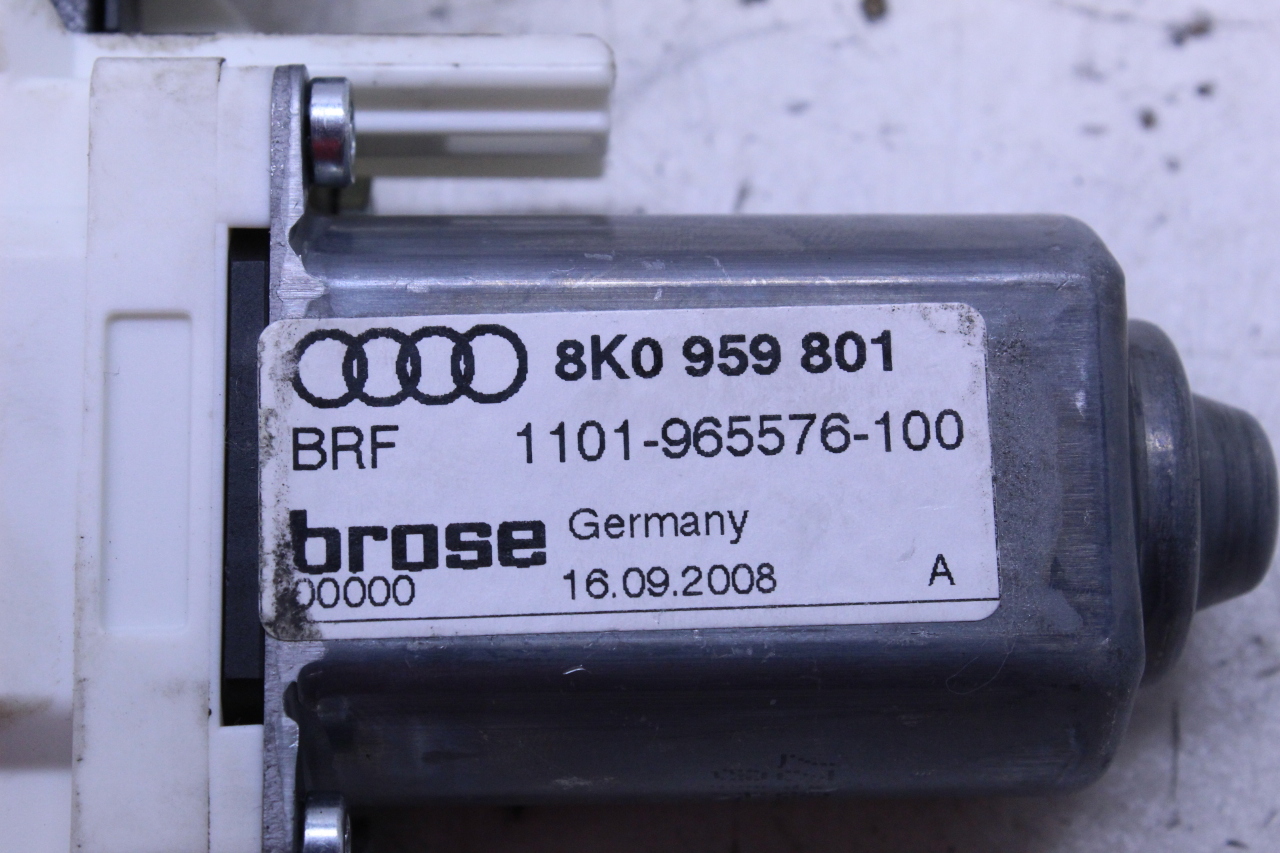 8K0 959 801
BRF 1101-965576-100
brose Germany
00000 16.09.2008 A